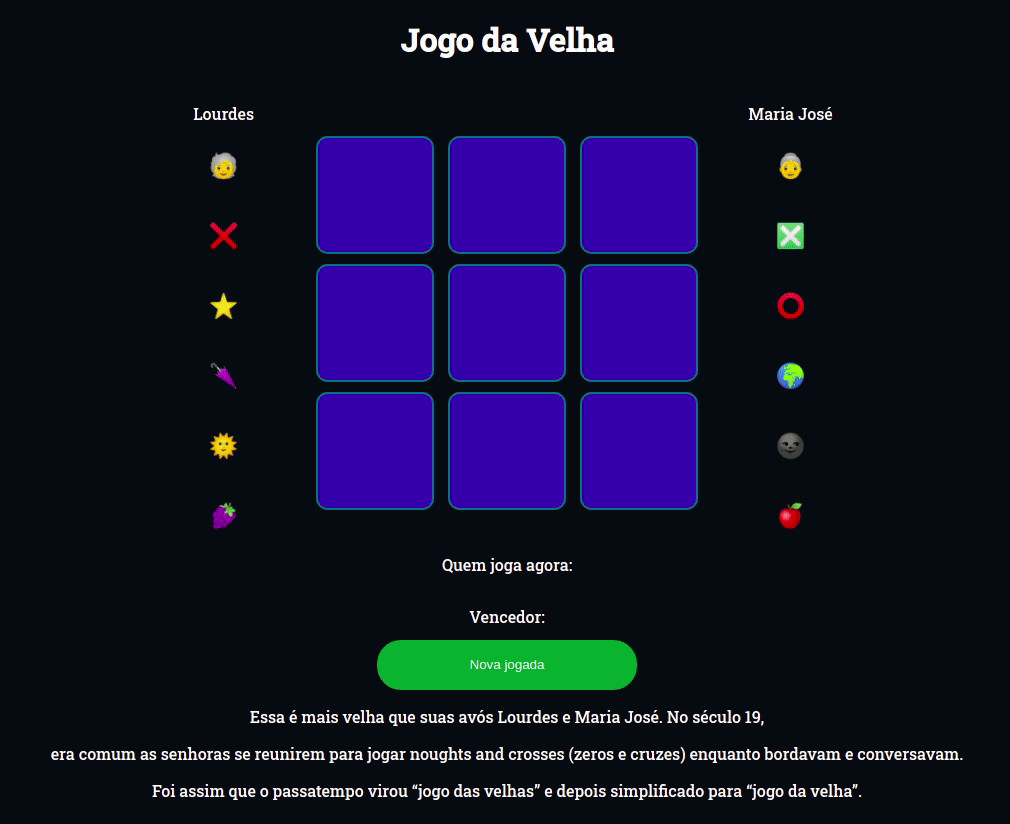 Jogo da Velha
Lourdes
Maria José
Quem joga agora:
Vencedor:
Nova jogada
Essa é mais velha que suas avós Lourdes e Maria José. No século 19,
era comum as senhoras se reunirem para jogar noughts and crosses (zeros e cruzes) enquanto bordavam e conversavam.
Foi assim que o passatempo virou “jogo das velhas” e depois simplificado para “jogo da velha”.